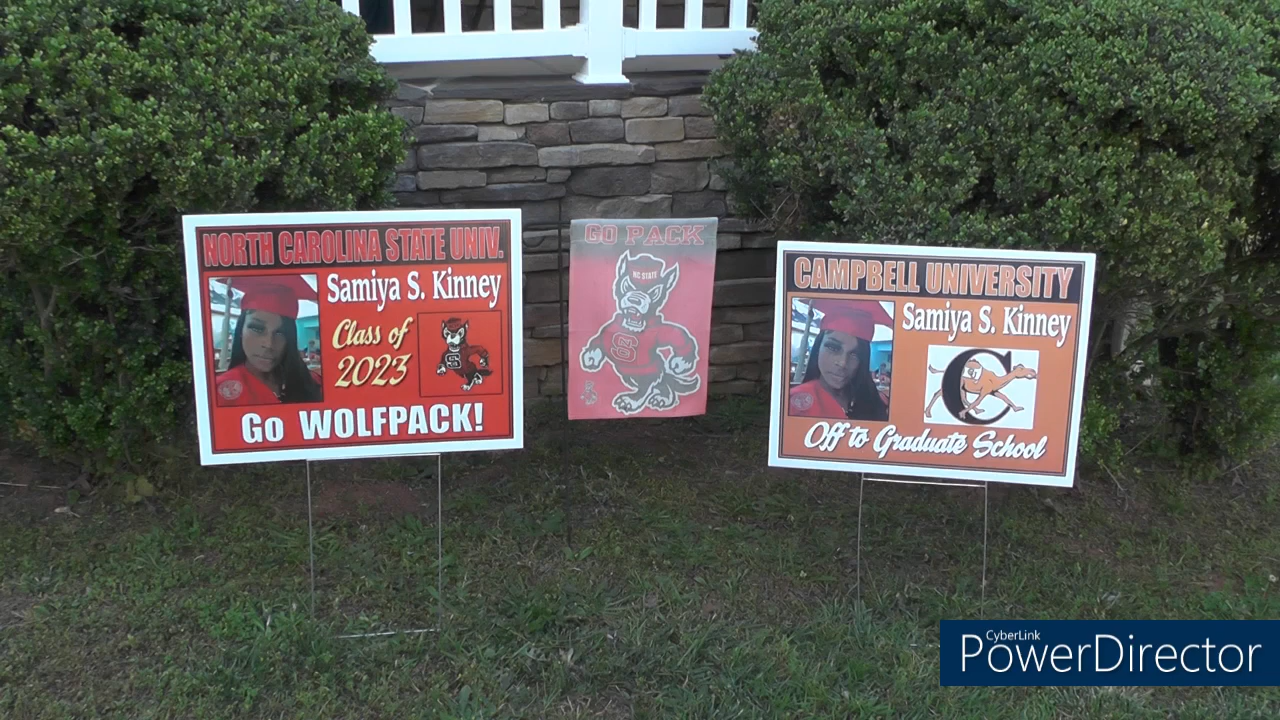 NORTH CAROLINA STATE UNIV.
Samiya S. Kinney
Class of
2023
Go WOLFPACK!
GO PACK
NC STATE
CAMPBELL UNIVERSITY
Samiya S. Kinney
C
Off to Graduate School
CyberLink
PowerDirector